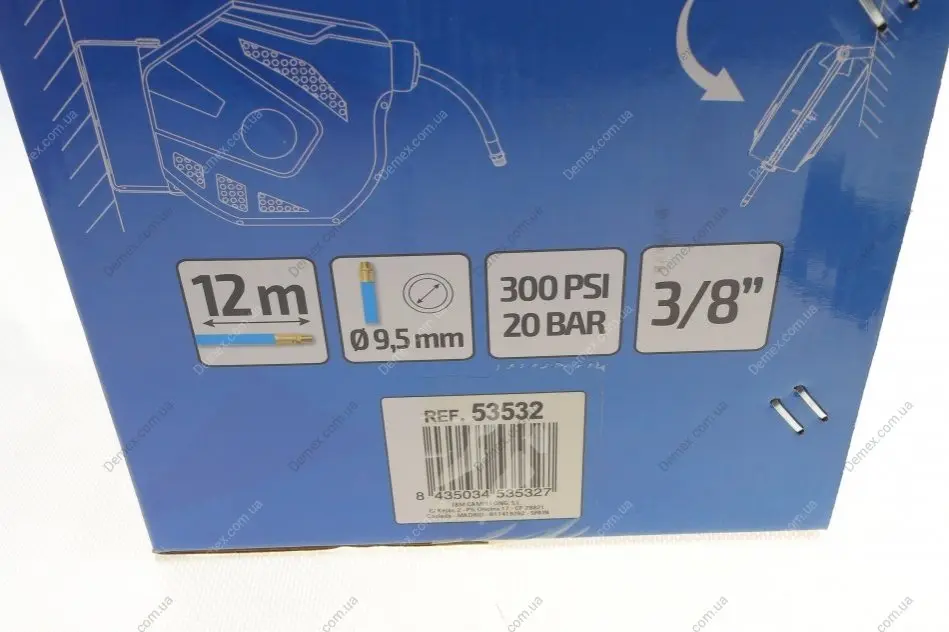 12 m
Ø 9,5 mm
300 PSI
20 BAR
3/8”
REF. 53532
8 435034 535327
Demex.com.ua